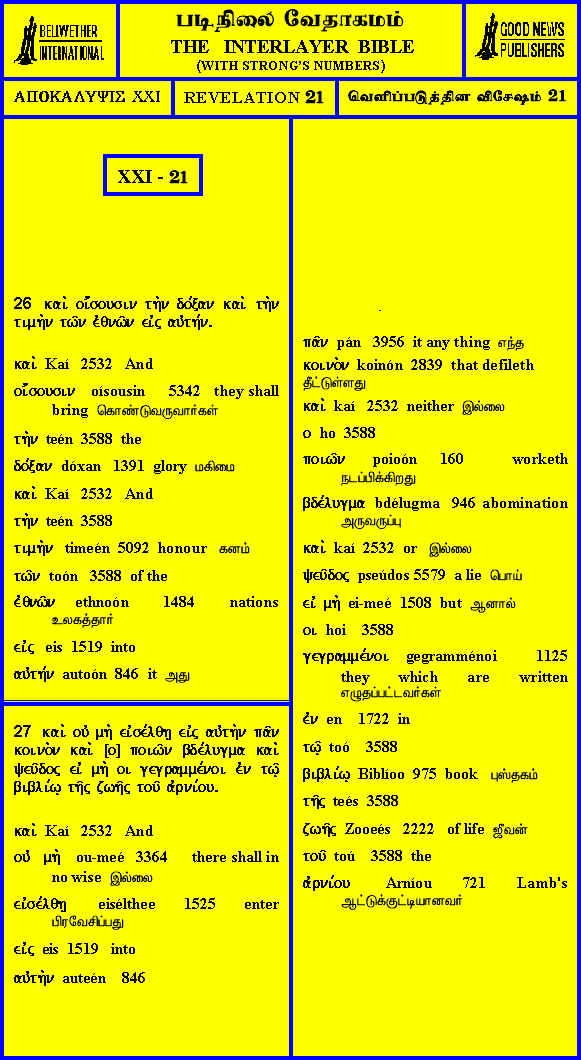 BELLWETHER
INTERNATIONAL
படிநிலை வேதாகமம்
THE INTERLAYER BIBLE
(WITH STRONG'S NUMBERS)
GOOD NEWS
PUBLISHERS
ΑΠΟΚΑΛΥΨΙΣ XXI
REVELATION 21
வெளிப்படுத்தின விசேஷம் 21
XXI - 21
26 καὶ οἴσουσιν τὴν δόξαν καὶ τὴν
τιμὴν τῶν ἐθνῶν εἰς αὐτήν.
καὶ Kaí 2532 And
οἴσουσιν oísousin 5342 they shall
bring கொண்டுவருவார்கள்
τὴν teén 3588 the
δόξαν dóxan 1391 glory மகிமை
καὶ Kaí 2532 And
τὴν teén 3588
τιμὴν timeén 5092 honour கனம்
τῶν toón 3588 of the
ἐθνῶν ethnoón 1484 nations
உலகத்தார்
εἰς eis 1519 into
αὐτήν autoón 846 it அது
27 καὶ οὐ μὴ εἰσέλθῃ εἰς αὐτὴν πᾶν
κοινὸν καὶ [ο] ποιῶν βδέλυγμα καὶ
ψεῦδος εἰ μὴ οι γεγραμμένοι ἐν τῷ
βιβλίῳ τῆς ζωῆς τοῦ ἀρνίου.
καὶ Kaí 2532 And
οὐ μὴ ou-meé 3364 there shall in
no wise இல்லை
εἰσέλθῃ eisélthee 1525 enter
பிரவேசிப்பது
εἰς eis 1519 into
αὐτὴν auteén 846
πᾶν pán 3956 it any thing எந்த
κοινὸν koinón 2839 that defileth
தீட்டுள்ளது
καὶ kaí 2532 neither இல்லை
ο ho 3588
ποιῶν poioón 160 worketh
நடப்பிக்கிறது
βδέλυγμα bdélugma 946 abomination
அருவருப்பு
καὶ kaí 2532 or இல்லை
ψεῦδος pseúdos 5579 a lie பொய்
εἰ μὴ ei-meé 1508 but ஆனால்
οι hoi 3588
γεγραμμένοι gegramménoi 1125
they which are written
எழுதப்பட்டவர்கள்
ἐν en 1722 in
τῷ toó 3588
βιβλίῳ Biblíoo 975 book புஸ்தகம்
τῆς teés 3588
ζωῆς Zooeés 2222 of life ஜீவன்
τοῦ toú 3588 the
ἀρνίου Arníou 721 Lamb's
ஆட்டுக்குட்டியானவர்